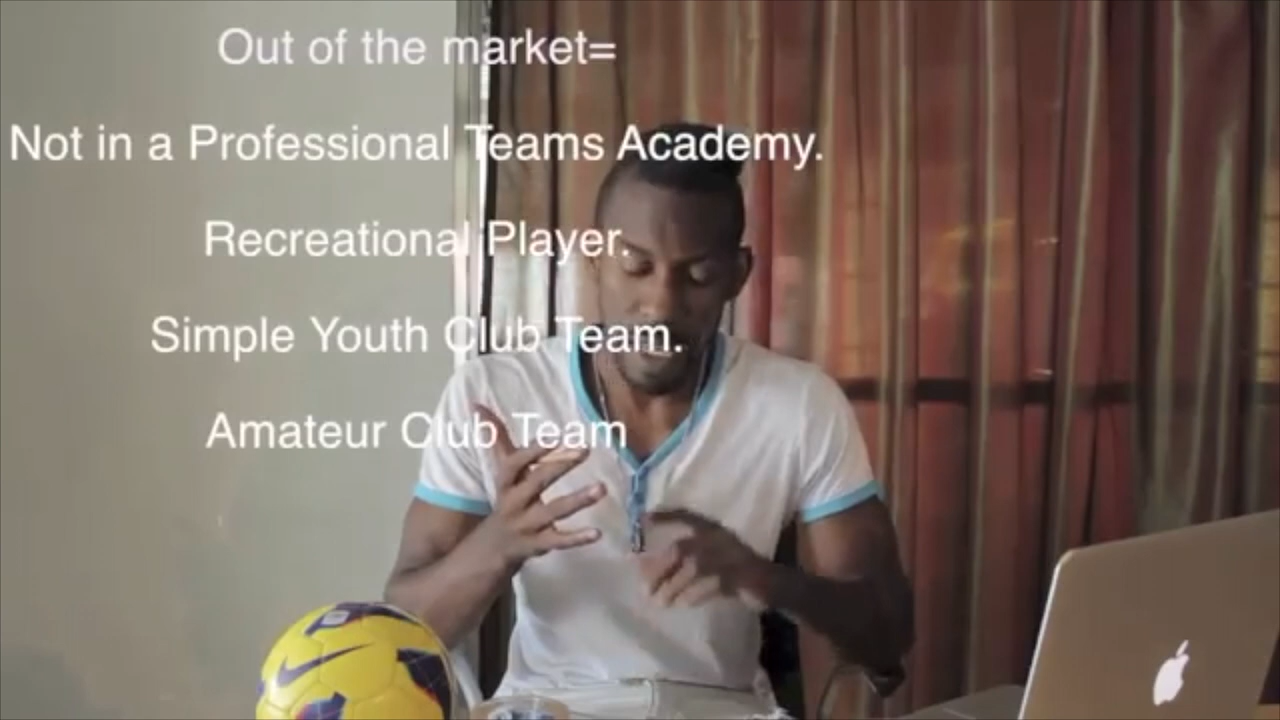 Out of the market=
Not in a Professional Teams Academy.
Recreational Player.
Simple Youth Club Team.
Amateur Club Team